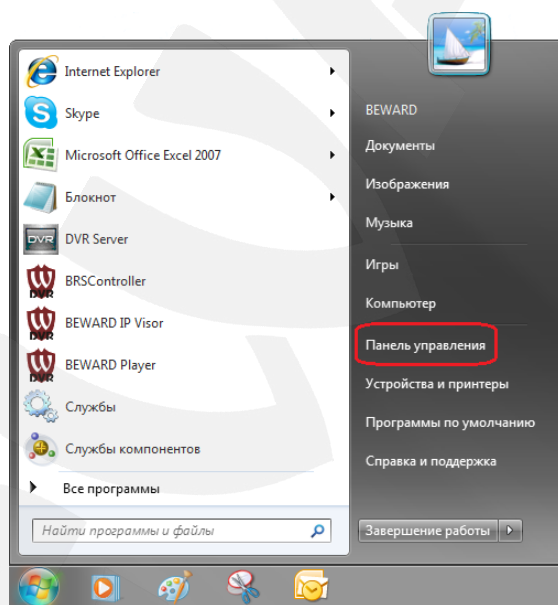 Internet Explorer
Skype
Microsoft Office Excel 2007
Блокнот
DVR Server
BRSController
BEWARD IP Visor
BEWARD Player
Службы
Службы компонентов
Все программы
Найти программы и файлы
BEWARD
Документы
Изображения
Музыка
Игры
Компьютер
Панель управления
Устройства и принтеры
Программы по умолчанию
Справка и поддержка
Завершение работы